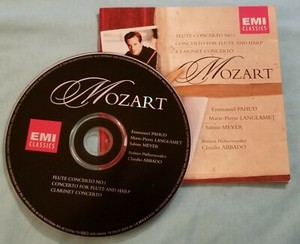 EMI
CLASSICS
FLUTE CONCERTO NO 1
CONCERTO FOR FLUTE AND HARP
CLARINET CONCERTO
MOZART
Emmanuel PAHUD
Marie-Pierre LANGLAMET
Sabine MEYER
Berliner Philharmoniker
Claudio ABBADO
MOZART
EMI
CLASSICS
Emmanuel PAHUD
Marie-Pierre LANGLAMET
Sabine MEYER
Berliner Philharmoniker
Claudio ABBADO
FLUTE CONCERTO NO 1
CONCERTO FOR FLUTE AND HARP
CLARINET CONCERTO